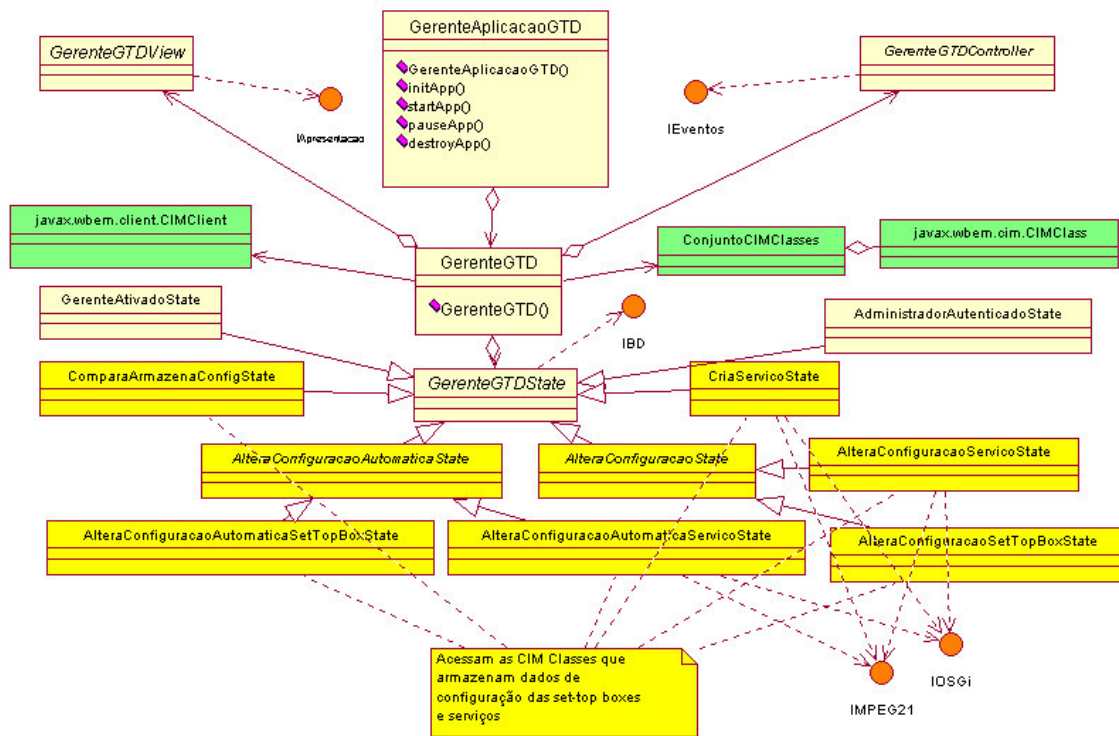 GerenteAplicacaoGTD
GerenteGTDView
GerenteGTDController
GerenteAplicacaoGTD()
initApp()
startApp()
pauseApp()
destroyApp()
IApresentacao
IEventos
javax.wbem.client.CIMClient
ConjuntoCIMClasses
javax.wbem.cim.CIMClass
GerenteGTD
GerenteGTD()
GerenteAtivadoState
IBD
AdministradorAutenticadoState
ComparaArmazenaConfigState
GerenteGTDState
CriaServicoState
AlteraConfiguracaoAutomaticaState
AlteraConfiguracaoState
AlteraConfiguracaoServicoState
AlteraConfiguracaoAutomaticaSetTopBoxState
AlteraConfiguracaoAutomaticaServicoState
AlteraConfiguracaoSetTopBoxState
Acessam as CIM Classes que
armazenam dados de
configuração das set-top boxes
e serviços
IOSGi
IMPEG21